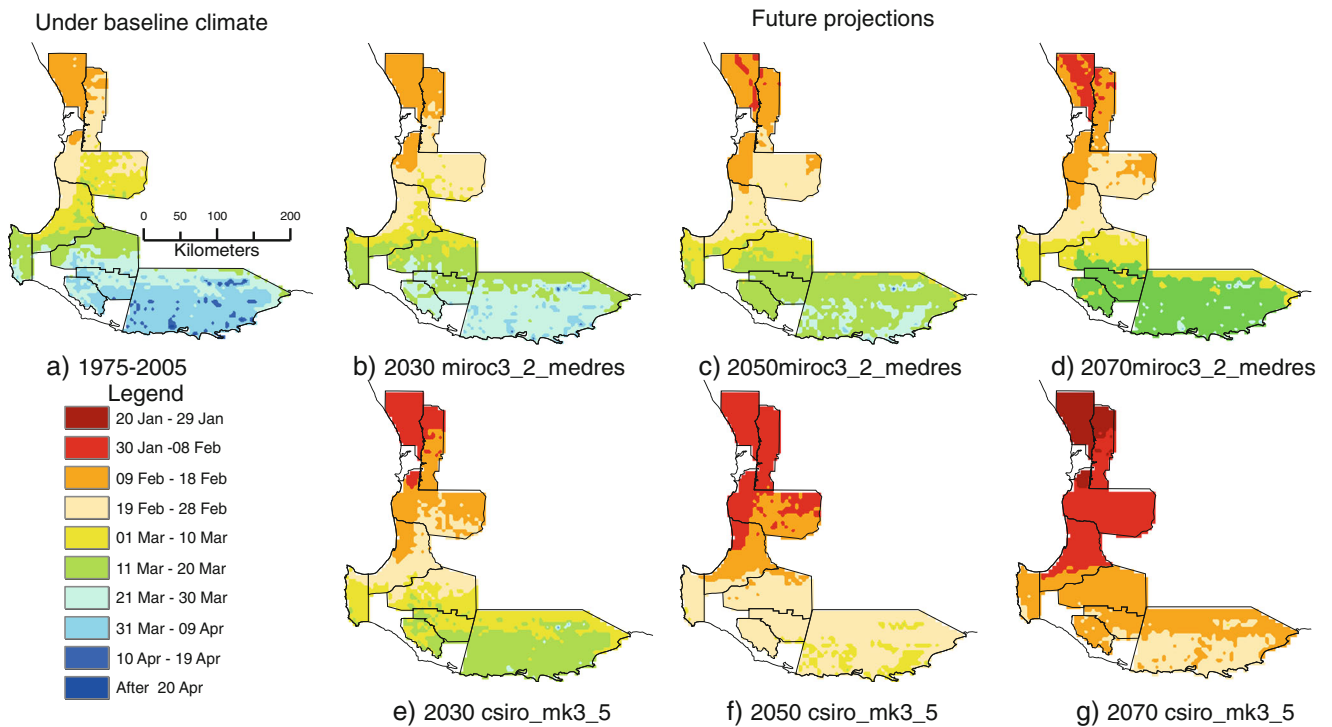 Under baseline climate
Future projections
0 50 100 200
Kilometers
a) 1975-2005
b) 2030 miroc3_2_medres
c) 2050miroc3_2_medres
d) 2070miroc3_2_medres
Legend
20 Jan - 29 Jan
30 Jan -08 Feb
09 Feb - 18 Feb
19 Feb - 28 Feb
01 Mar - 10 Mar
11 Mar - 20 Mar
21 Mar - 30 Mar
31 Mar - 09 Apr
10 Apr - 19 Apr
After 20 Apr
e) 2030 csiro_mk3_5
f) 2050 csiro_mk3_5
g) 2070 csiro_mk3_5